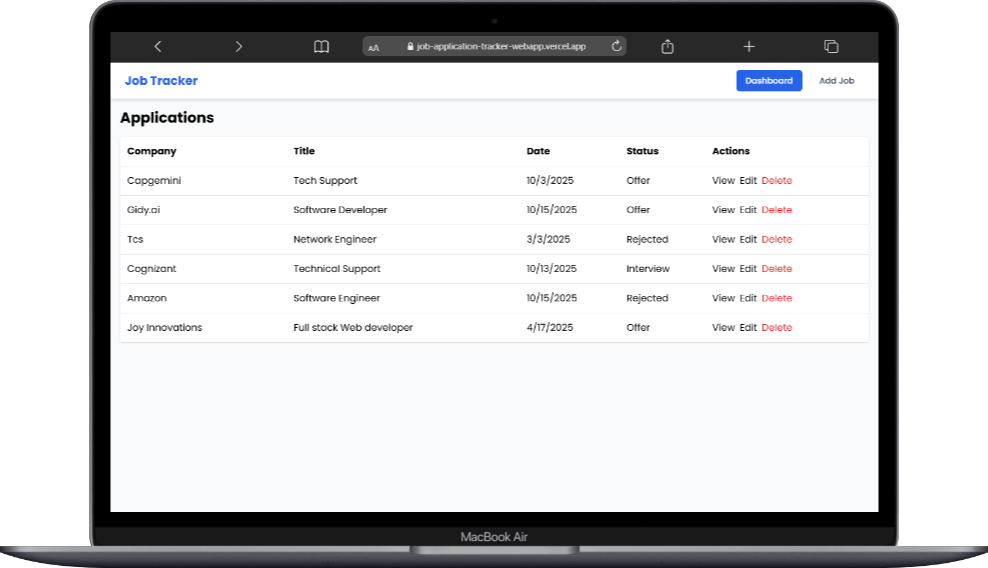 AA job-application-tracker-webapp.vercel.app
Job Tracker Dashboard Add Job
Applications
Company Title Date Status Actions
Capgemini Tech Support 10/3/2025 Offer View Edit Delete
Gidy.ai Software Developer 10/15/2025 Offer View Edit Delete
Tcs Network Engineer 3/3/2025 Rejected View Edit Delete
Cognizant Technical Support 10/13/2025 Interview View Edit Delete
Amazon Software Engineer 10/15/2025 Rejected View Edit Delete
Joy Innovations Full stack Web developer 4/17/2025 Offer View Edit Delete
MacBook Air